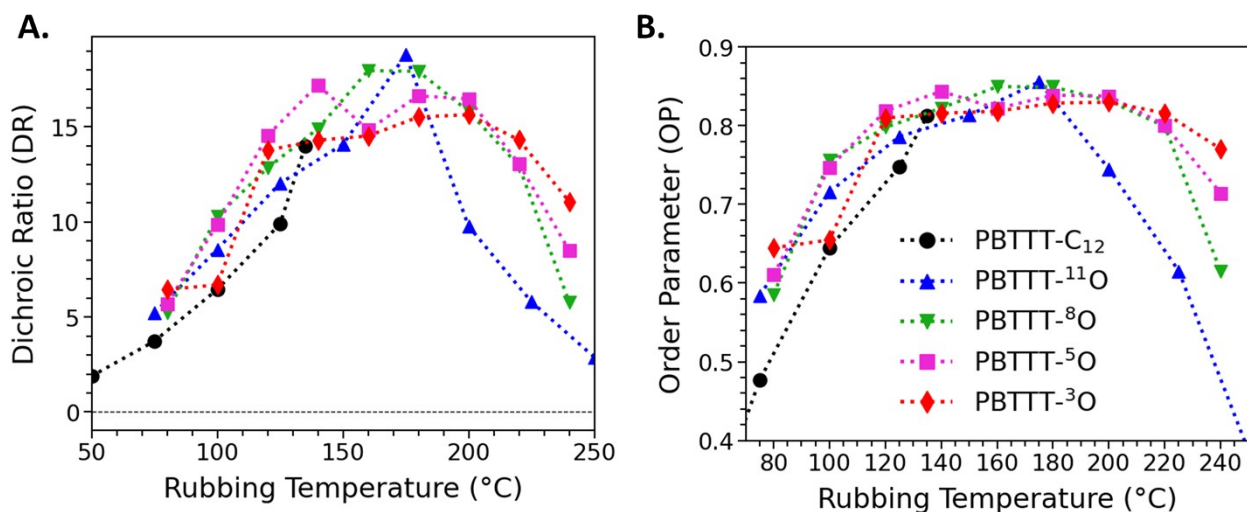 A.
Dichroic Ratio (DR)
15
10
5
0
50
100
150
200
250
Rubbing Temperature (°C)
B.
Order Parameter (OP)
0.9
0.8
0.7
0.6
0.5
0.4
PBTTT-C₁₂
PBTTT-¹¹O
PBTTT-⁸O
PBTTT-⁵O
PBTTT-³O
80
100
120
140
160
180
200
220
240
Rubbing Temperature (°C)